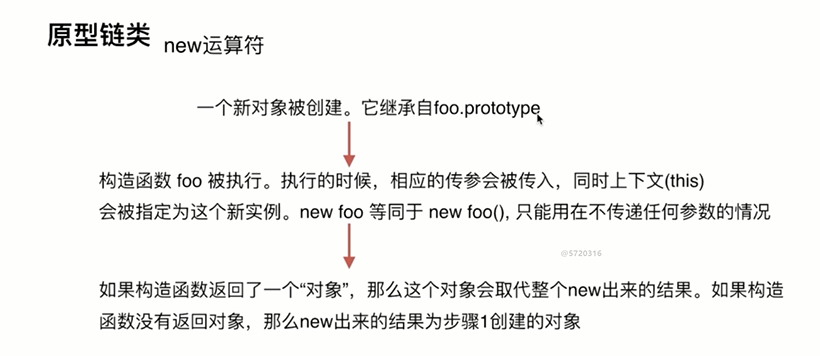 原型链类 new运算符
一个新对象被创建。它继承自foo.prototype
构造函数 foo 被执行。执行的时候，相应的传参会被传入，同时上下文(this)
会被指定为这个新实例。new foo 等同于 new foo(), 只能用在不传递任何参数的情况
@5720316
如果构造函数返回了一个“对象”，那么这个对象会取代整个new出来的结果。如果构造
函数没有返回对象，那么new出来的结果为步骤1创建的对象